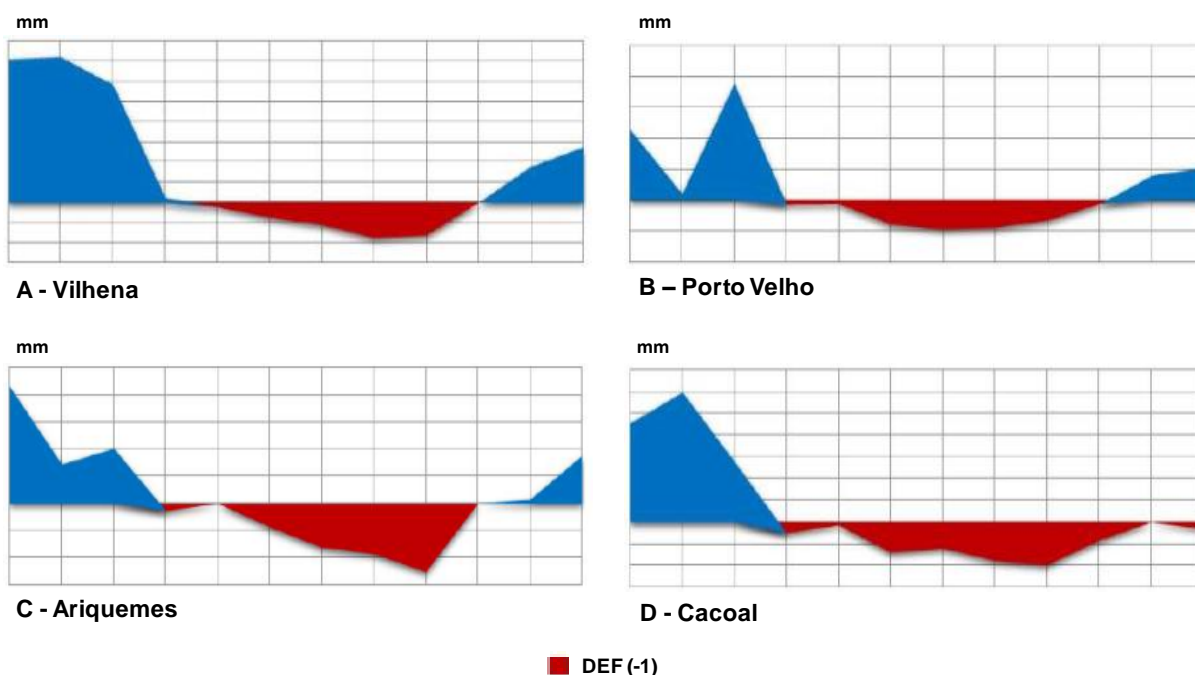 mm
mm
A - Vilhena
B – Porto Velho
mm
mm
C - Ariquemes
D - Cacoal
DEF (-1)